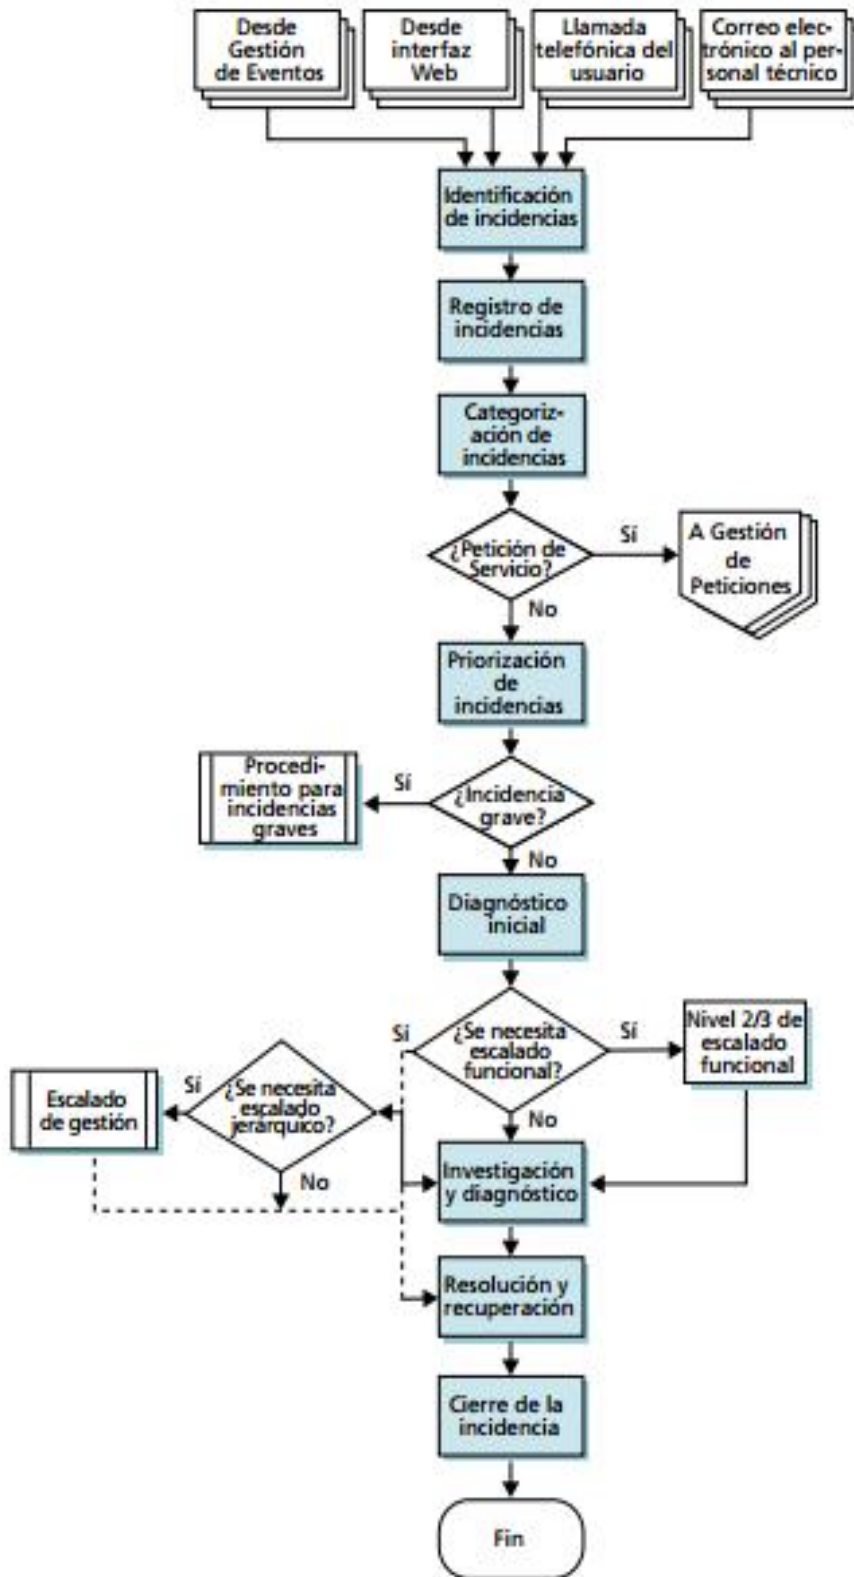 Desde
Gestión
de Eventos
Desde
interfaz
Web
Llamada
telefónica del
usuario
Correo elec-
trónico al per-
sonal técnico
Identificación
de incidencias
Registro de
incidencias
Categoriz-
ación de
incidencias
¿Petición de
Servicio?
Sí
A Gestión
de
Peticiones
No
Priorización
de
incidencias
Procedi-
miento para
incidencias
graves
Sí
¿Incidencia
grave?
No
Diagnóstico
inicial
Sí
¿Se necesita
escalado
funcional?
Sí
Nivel 2/3 de
escalado
funcional
Escalado
de gestión
Sí
¿Se necesita
escalado
jerárquico?
No
No
Investigación
y diagnóstico
Resolución y
recuperación
Cierre de la
incidencia
Fin